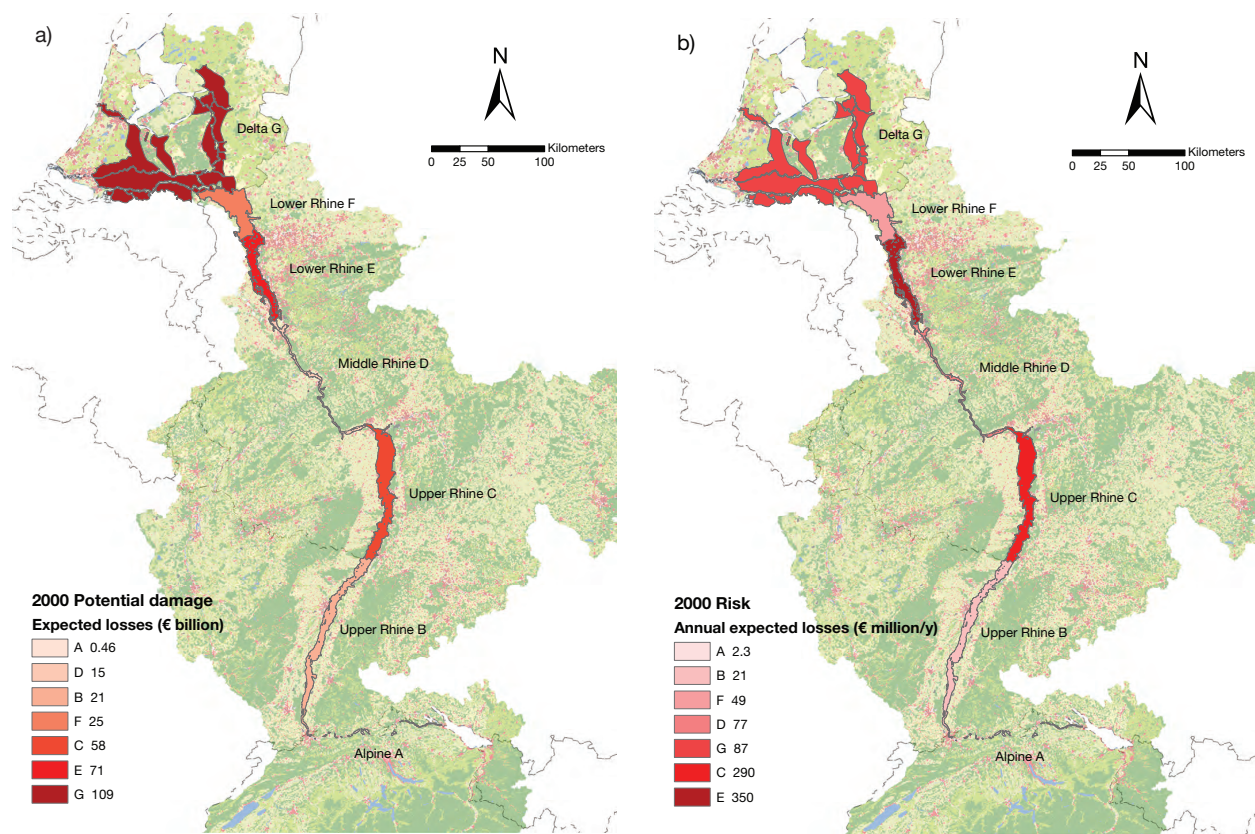 a)
N
Kilometers
0 25 50 100
Delta G
Lower Rhine F
Lower Rhine E
Middle Rhine D
Upper Rhine C
Upper Rhine B
Alpine A
2000 Potential damage
Expected losses (€ billion)
A 0.46
D 15
B 21
F 25
C 58
E 71
G 109
b)
N
Kilometers
0 25 50 100
Delta G
Lower Rhine F
Lower Rhine E
Middle Rhine D
Upper Rhine C
Upper Rhine B
Alpine A
2000 Risk
Annual expected losses (€ million/y)
A 2.3
B 21
F 49
D 77
G 87
C 290
E 350